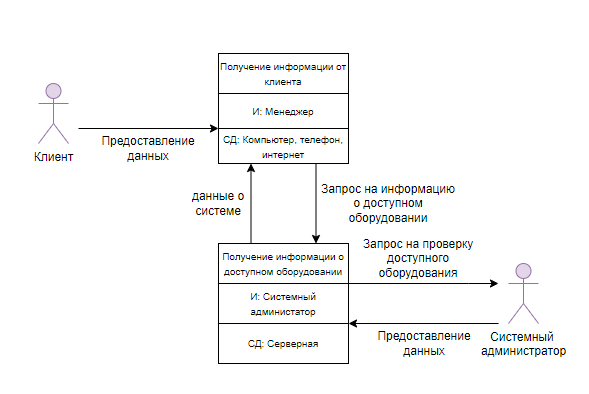 Получение информации от
клиента
И: Менеджер
СД: Компьютер, телефон,
интернет
Клиент
Предоставление
данных
данные о
системе
Запрос на информацию
о доступном
оборудовании
Получение информации о
доступном оборудовании
И: Системный
администатор
СД: Серверная
Запрос на проверку
доступного
оборудования
Предоставление
данных
Системный
администратор